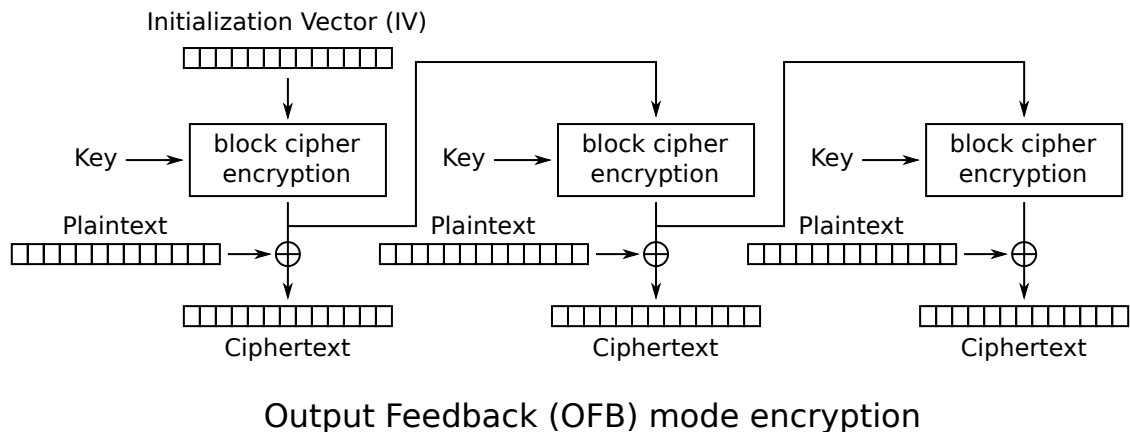 Initialization Vector (IV)
Key
block cipher
encryption
Key
block cipher
encryption
Key
block cipher
encryption
Plaintext
Plaintext
Plaintext
Ciphertext
Ciphertext
Ciphertext
Output Feedback (OFB) mode encryption